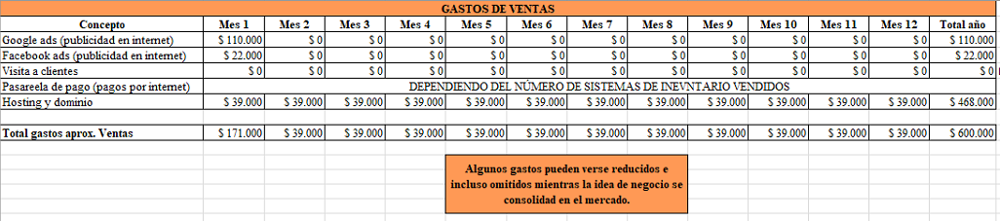 GASTOS DE VENTAS
Concepto Mes 1 Mes 2 Mes 3 Mes 4 Mes 5 Mes 6 Mes 7 Mes 8 Mes 9 Mes 10 Mes 11 Mes 12 Total año
Google ads (publicidad en internet) $ 110.000 $ 0 $ 0 $ 0 $ 0 $ 0 $ 0 $ 0 $ 0 $ 0 $ 0 $ 0 $ 110.000
Facebook ads (publicidad en internet) $ 22.000 $ 0 $ 0 $ 0 $ 0 $ 0 $ 0 $ 0 $ 0 $ 0 $ 0 $ 0 $ 22.000
Visita a clientes $ 0 $ 0 $ 0 $ 0 $ 0 $ 0 $ 0 $ 0 $ 0 $ 0 $ 0 $ 0 $ 0
Pasareela de pago (pagos por internet) DEPENDIENDO DEL NÚMERO DE SISTEMAS DE INEVNTARIO VENDIDOS
Hosting y dominio $ 39.000 $ 39.000 $ 39.000 $ 39.000 $ 39.000 $ 39.000 $ 39.000 $ 39.000 $ 39.000 $ 39.000 $ 39.000 $ 39.000 $ 468.000
Total gastos aprox. Ventas $ 171.000 $ 39.000 $ 39.000 $ 39.000 $ 39.000 $ 39.000 $ 39.000 $ 39.000 $ 39.000 $ 39.000 $ 39.000 $ 39.000 $ 600.000
Algunos gastos pueden verse reducidos e
incluso omitidos mientras la idea de negocio se
consolidad en el mercado.